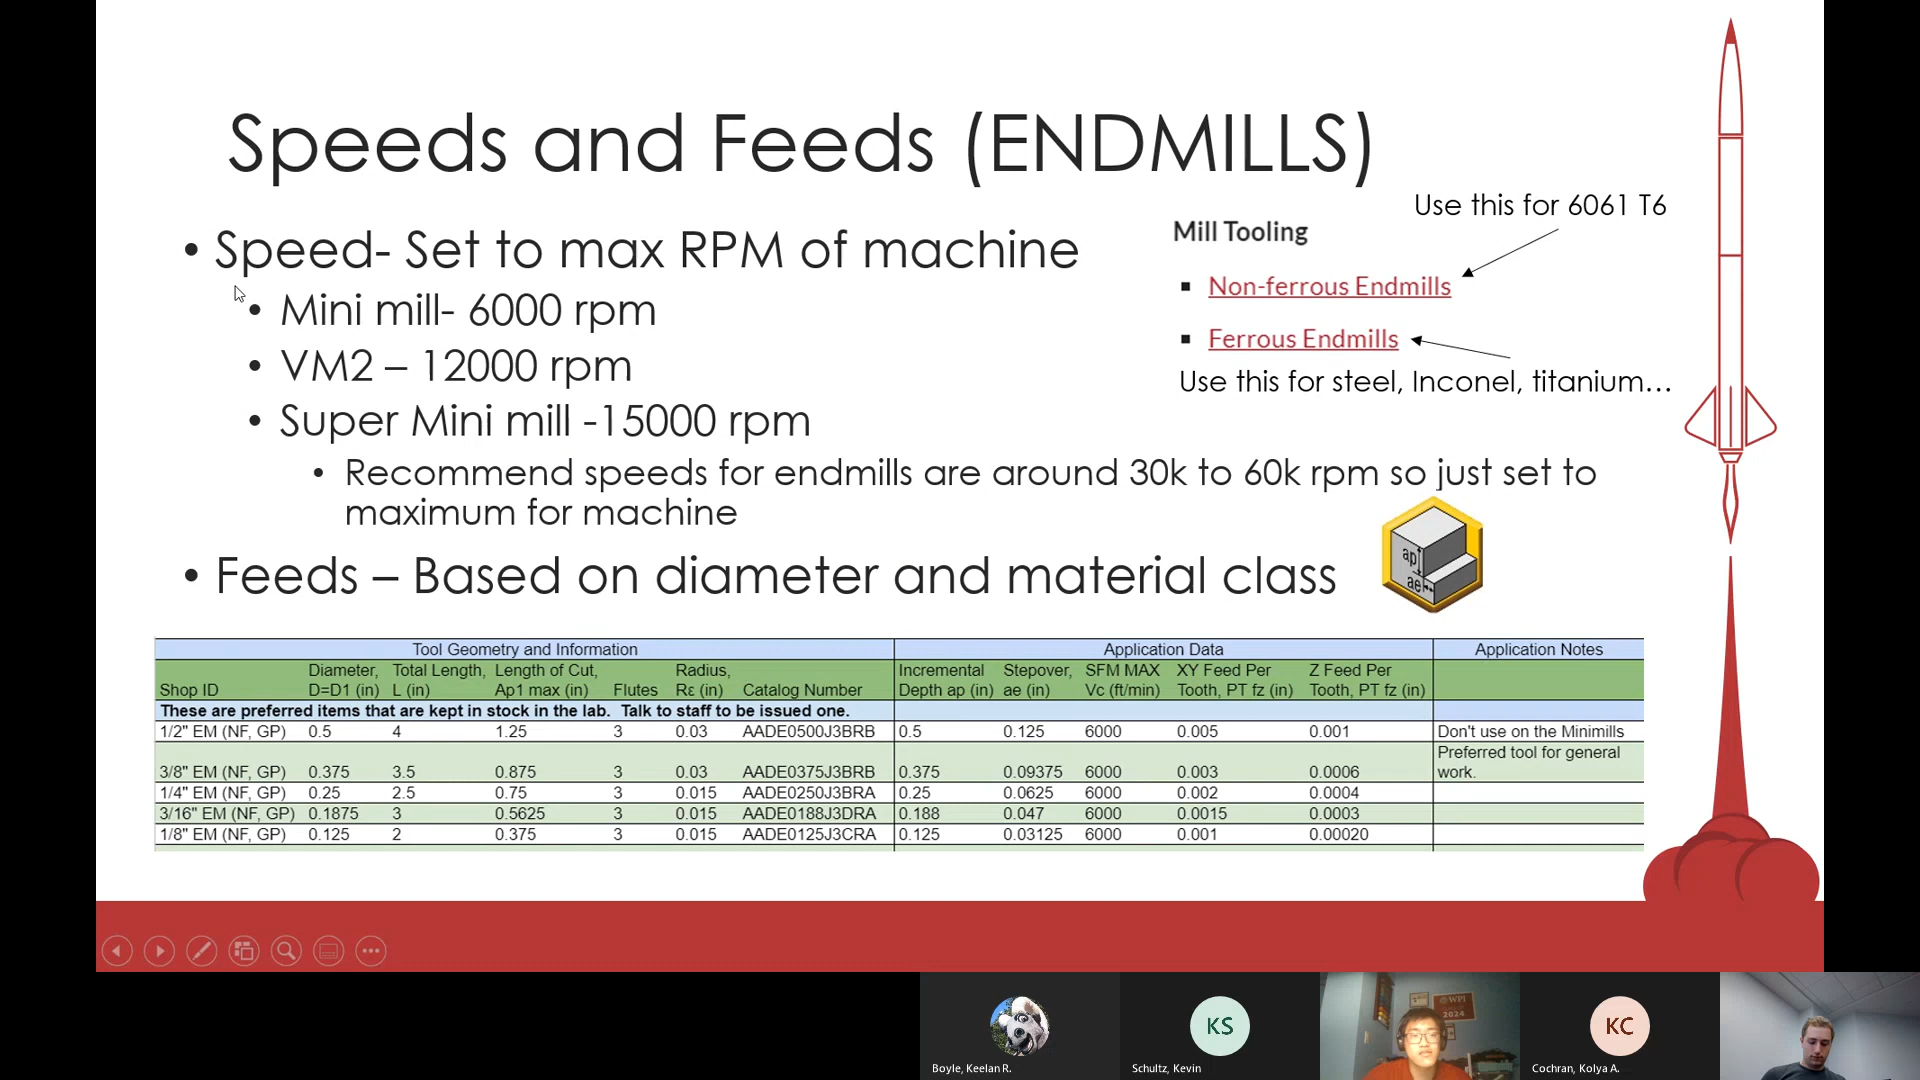 Speeds and Feeds (ENDMILLS)
Use this for 6061 T6
Mill Tooling
• Speed- Set to max RPM of machine
▪ Non-ferrous Endmills
• Mini mill- 6000 rpm
▪ Ferrous Endmills
• VM2 – 12000 rpm
Use this for steel, Inconel, titanium…
• Super Mini mill -15000 rpm
• Recommend speeds for endmills are around 30k to 60k rpm so just set to
maximum for machine
• Feeds – Based on diameter and material class
ap
ae
Tool Geometry and Information Application Data Application Notes
Diameter, Total Length, Length of Cut, Radius, Incremental Stepover, SFM MAX XY Feed Per Z Feed Per
Shop ID D=D1 (in) L (in) Ap1 max (in) Flutes Rε (in) Catalog Number Depth ap (in) ae (in) Vc (ft/min) Tooth, PT fz (in) Tooth, PT fz (in)
These are preferred items that are kept in stock in the lab. Talk to staff to be issued one.
1/2" EM (NF, GP) 0.5 4 1.25 3 0.03 AADE0500J3BRB 0.5 0.125 6000 0.005 0.001 Don't use on the Minimills
Preferred tool for general
3/8" EM (NF, GP) 0.375 3.5 0.875 3 0.03 AADE0375J3BRB 0.375 0.09375 6000 0.003 0.0006 work.
1/4" EM (NF, GP) 0.25 2.5 0.75 3 0.015 AADE0250J3BRA 0.25 0.0625 6000 0.002 0.0004
3/16" EM (NF, GP) 0.1875 3 0.5625 3 0.015 AADE0188J3DRA 0.188 0.047 6000 0.0015 0.0003
1/8" EM (NF, GP) 0.125 2 0.375 3 0.015 AADE0125J3CRA 0.125 0.03125 6000 0.001 0.00020
WPI
2024
KS
KC
Boyle, Keelan R.
Schultz, Kevin
Cochran, Kolya A.